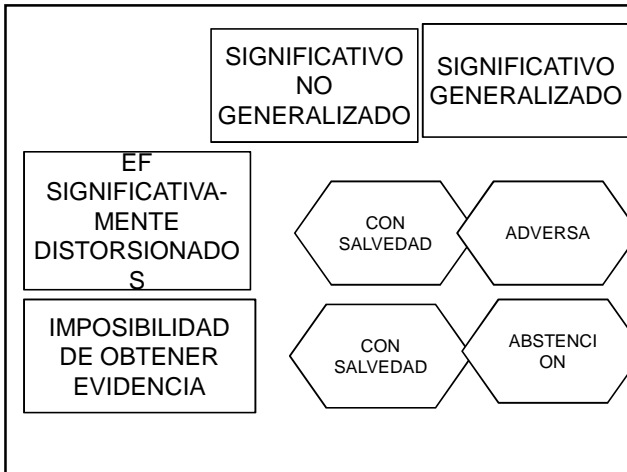 SIGNIFICATIVO
NO
GENERALIZADO
SIGNIFICATIVO
GENERALIZADO
EF
SIGNIFICATIVA-
MENTE
DISTORSIONADO
S
CON
SALVEDAD
ADVERSA
IMPOSIBILIDAD
DE OBTENER
EVIDENCIA
CON
SALVEDAD
ABSTENCI
ON